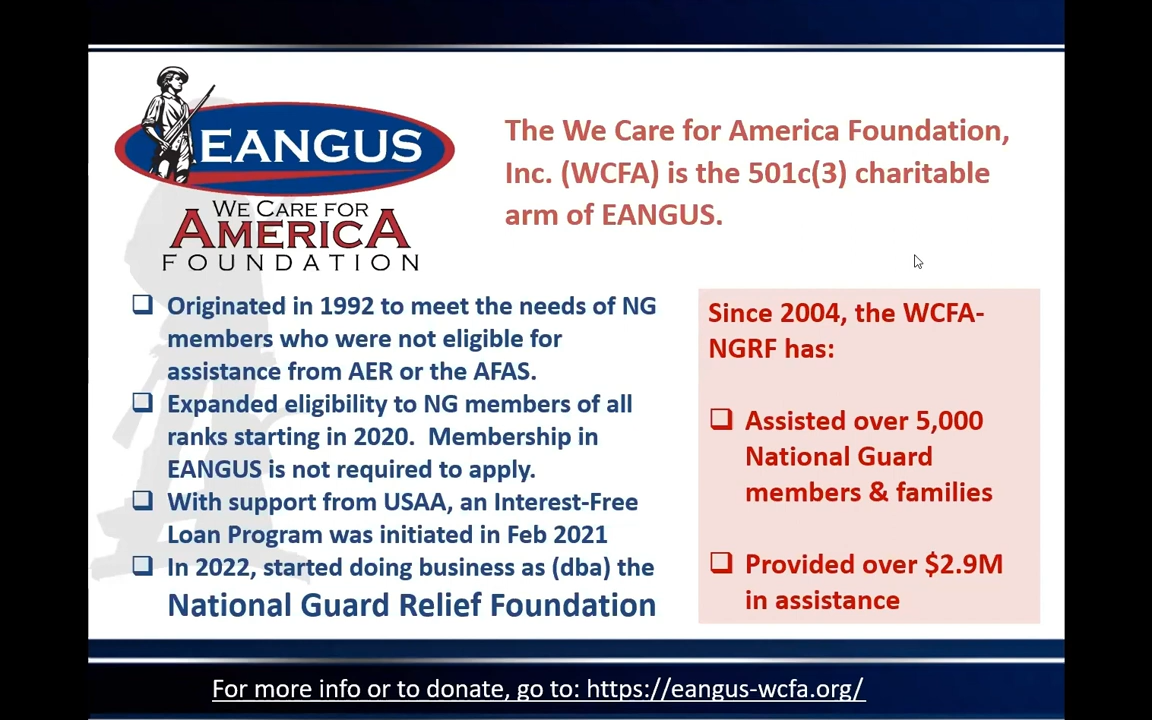 EANGUS
WE CARE FOR
AMERICA
FOUNDATION
The We Care for America Foundation,
Inc. (WCFA) is the 501c(3) charitable
arm of EANGUS.
❑ Originated in 1992 to meet the needs of NG
members who were not eligible for
assistance from AER or the AFAS.
❑ Expanded eligibility to NG members of all
ranks starting in 2020. Membership in
EANGUS is not required to apply.
❑ With support from USAA, an Interest-Free
Loan Program was initiated in Feb 2021
❑ In 2022, started doing business as (dba) the
National Guard Relief Foundation
Since 2004, the WCFA-
NGRF has:
❑ Assisted over 5,000
National Guard
members & families
❑ Provided over $2.9M
in assistance
For more info or to donate, go to: https://eangus-wcfa.org/